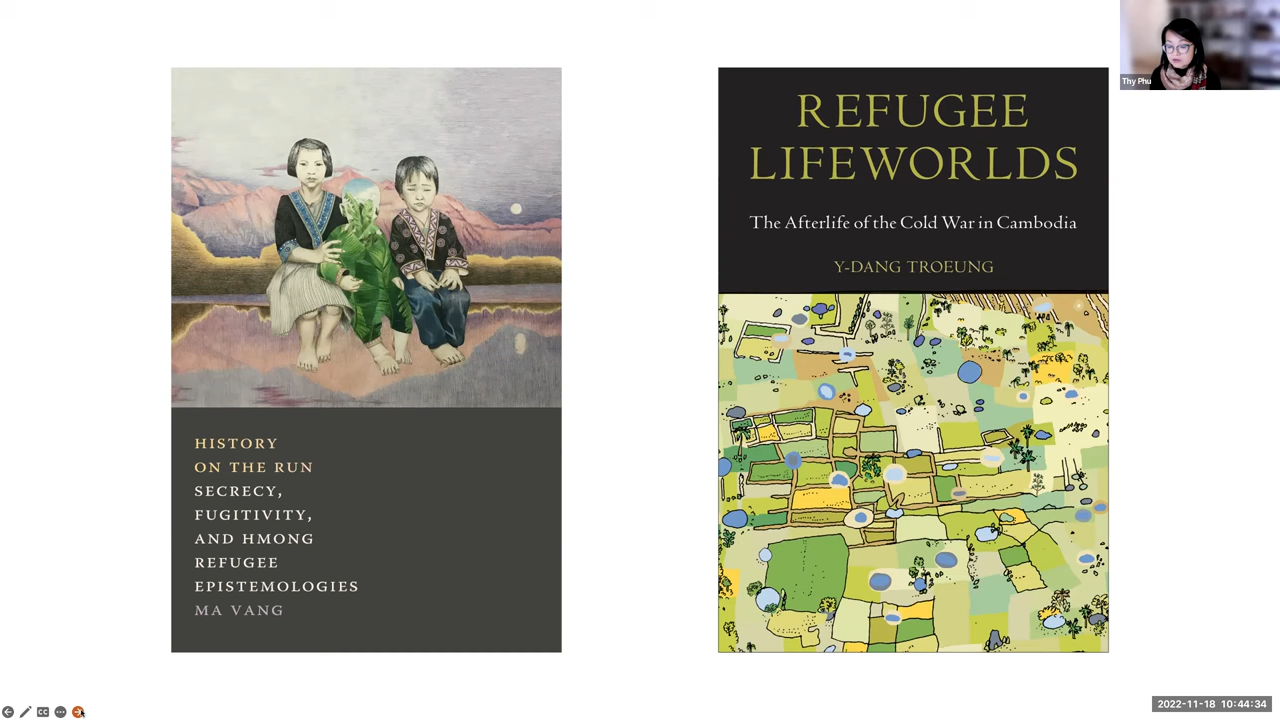 HISTORY
ON THE RUN
SECRECY,
FUGITIVITY,
AND HMONG
REFUGEE
EPISTEMOLOGIES
MA VANG
REFUGEE
LIFEWORLDS
The Afterlife of the Cold War in Cambodia
Y-DANG TROEUNG
Thy Phu
CC
2022-11-18 10:44:34